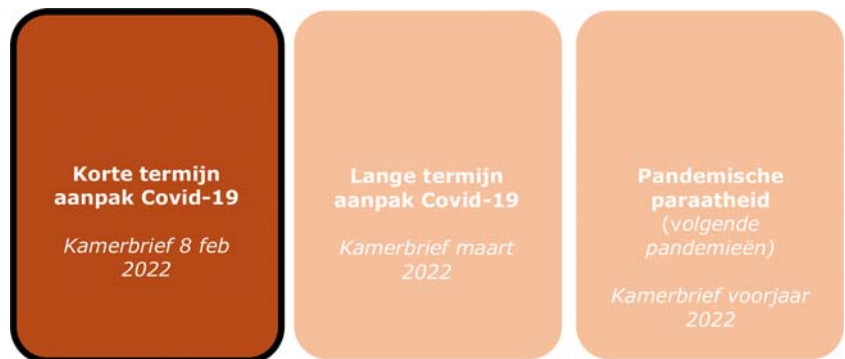 Korte termijn
aanpak Covid-19
Kamerbrief 8 feb
2022
Lange termijn
aanpak Covid-19
Kamerbrief maart
2022
Pandemische
paraatheid
(volgende
pandemieën)
Kamerbrief voorjaar
2022